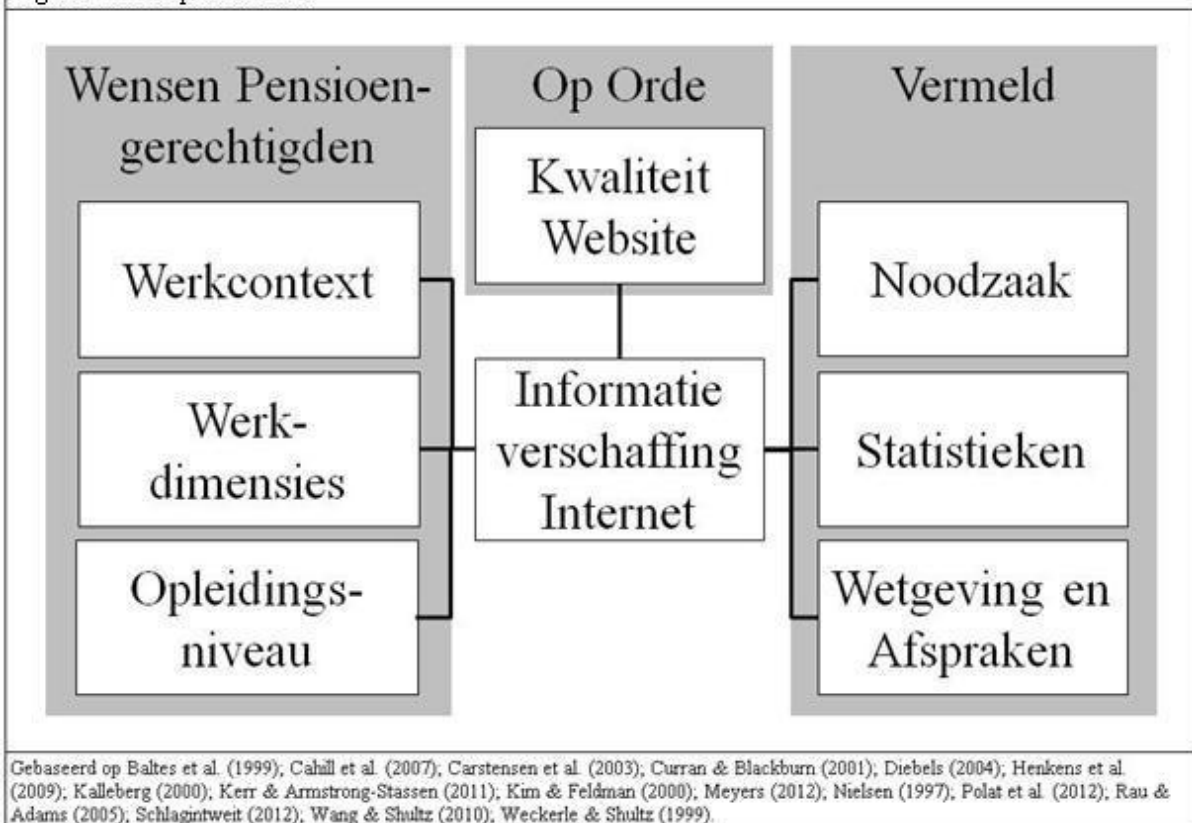 Wensen Pensioen-
gerechtigden
Werkcontext
Werk-
dimensies
Opleidings-
niveau
Op Orde
Kwaliteit
Website
Informatie
verschaffing
Internet
Vermeld
Noodzaak
Statistieken
Wetgeving en
Afspraken
Gebaseerd op Baltes et al. (1999); Cahill et al. (2007); Carstensen et al. (2003); Curran & Blackburn (2001); Diebels (2004); Henkens et al.
(2009); Kalleberg (2000); Kerr & Armstrong-Stassen (2011); Kim & Feldman (2000); Meyers (2012); Nielsen (1997); Polat et al. (2012); Rau &
Adams (2005); Schlagintweit (2012); Wang & Shultz (2010); Weckerle & Shultz (1999).